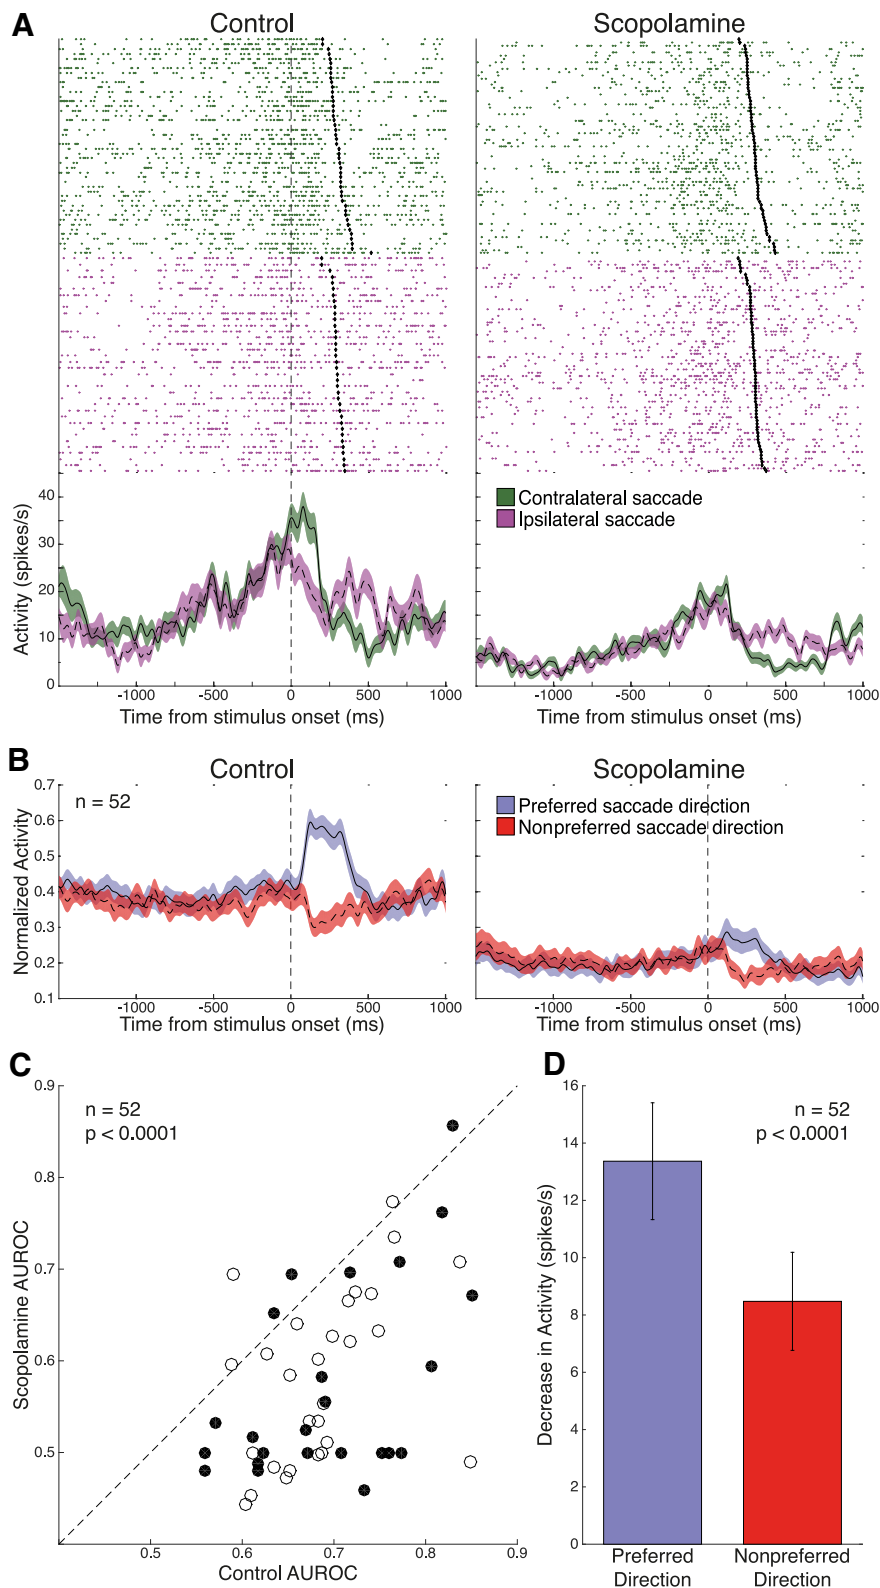 A
Control
Scopolamine
Contralateral saccade
Ipsilateral saccade
Activity (spikes/s)
40
30
20
10
0
-1000
-500
0
500
1000
-1000
-500
0
500
1000
Time from stimulus onset (ms)
Time from stimulus onset (ms)
B
Control
Scopolamine
n = 52
Preferred saccade direction
Nonpreferred saccade direction
Normalized Activity
0.7
0.6
0.5
0.4
0.3
0.2
0.1
-1000
-500
0
500
1000
-1000
-500
0
500
1000
Time from stimulus onset (ms)
Time from stimulus onset (ms)
C
n = 52
p < 0.0001
Scopolamine AUROC
0.9
0.8
0.7
0.6
0.5
0.5
0.6
0.7
0.8
0.9
Control AUROC
D
n = 52
p < 0.0001
Decrease in Activity (spikes/s)
16
14
12
10
8
6
4
2
0
Preferred
Direction
Nonpreferred
Direction